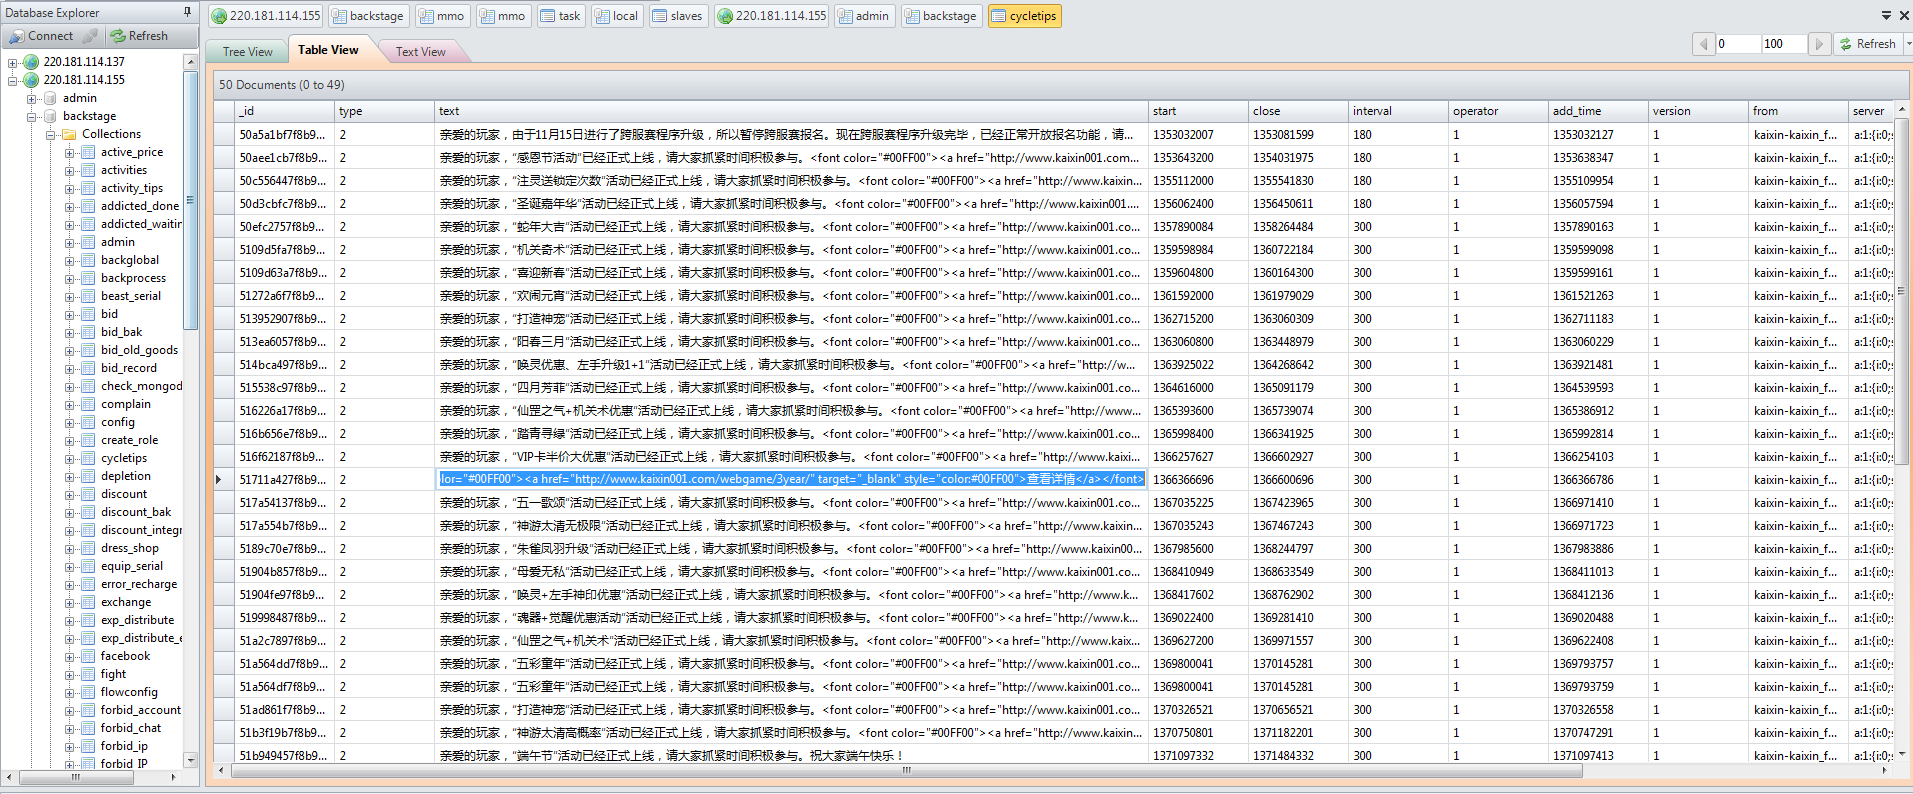 Database Explorer
Connect Refresh
220.181.114.137
220.181.114.155
admin
backstage
Collections
active_price
activities
activity_tips
addicted_done
addicted_waitir
admin
backglobal
backprocess
beast_serial
bid
bid_bak
bid_old_goods
bid_record
check_mongod
complain
config
create_role
cycletips
depletion
discount
discount_bak
discount_integr
dress_shop
equip_serial
error_recharge
exchange
exp_distribute
exp_distribute_e
facebook
fight
flowconfig
forbid_account
forbid_chat
forbid_ip
forbid_IP
220.181.114.155 backstage mmo mmo task local slaves 220.181.114.155 admin backstage cycletips
Tree View Table View Text View 0 100 Refresh
50 Documents (0 to 49)
_id type text start close interval operator add_time version from server
50a5a1bf7f8b9... 2 亲爱的玩家，由于11月15日进行了跨服赛程序升级，所以暂停跨服赛报名。现在跨服赛程序升级完毕，已经正常开放报名功能，请... 1353032007 1353081599 180 1 1353032127 1 kaixin-kaixin_f... a:1:{i:0;s
50aee1cb7f8b9... 2 亲爱的玩家，“感恩节活动”已经正式上线，请大家抓紧时间积极参与。<font color="#00FF00"><a href="http://www.kaixin001.com... 1353643200 1354031975 180 1 1353638347 1 kaixin-kaixin_f... a:1:{i:0;s
50c556447f8b9... 2 亲爱的玩家，“注灵送锁定次数”活动已经正式上线，请大家抓紧时间积极参与。<font color="#00FF00"><a href="http://www.kaixin... 1355112000 1355541830 180 1 1355109954 1 kaixin-kaixin_f... a:1:{i:0;s
50d3cbfc7f8b9... 2 亲爱的玩家，“圣诞嘉年华”活动已经正式上线，请大家抓紧时间积极参与。<font color="#00FF00"><a href="http://www.kaixin001.... 1356062400 1356450611 180 1 1356057594 1 kaixin-kaixin_f... a:1:{i:0;s
50efc2757f8b9... 2 亲爱的玩家，“蛇年大吉”活动已经正式上线，请大家抓紧时间积极参与。<font color="#00FF00"><a href="http://www.kaixin001.co... 1357890084 1358264484 300 1 1357890163 1 kaixin-kaixin_f... a:1:{i:0;s
5109d5fa7f8b9... 2 亲爱的玩家，“机关奇术”活动已经正式上线，请大家抓紧时间积极参与。<font color="#00FF00"><a href="http://www.kaixin001.co... 1359598984 1360722184 300 1 1359599098 1 kaixin-kaixin_f... a:1:{i:0;s
5109d63a7f8b9... 2 亲爱的玩家，“喜迎新春”活动已经正式上线，请大家抓紧时间积极参与。<font color="#00FF00"><a href="http://www.kaixin001.co... 1359604800 1360164300 300 1 1359599161 1 kaixin-kaixin_f... a:1:{i:0;s
51272a6f7f8b9... 2 亲爱的玩家，“欢闹元宵”活动已经正式上线，请大家抓紧时间积极参与。<font color="#00FF00"><a href="http://www.kaixin001.co... 1361592000 1361979029 300 1 1361521263 1 kaixin-kaixin_f... a:1:{i:0;s
513952907f8b9... 2 亲爱的玩家，“打造神宠”活动已经正式上线，请大家抓紧时间积极参与。<font color="#00FF00"><a href="http://www.kaixin001.co... 1362715200 1363060309 300 1 1362711183 1 kaixin-kaixin_f... a:1:{i:0;s
513ea6057f8b9... 2 亲爱的玩家，“阳春三月”活动已经正式上线，请大家抓紧时间积极参与。<font color="#00FF00"><a href="http://www.kaixin001.co... 1363060800 1363448979 300 1 1363060229 1 kaixin-kaixin_f... a:1:{i:0;s
514bca497f8b9... 2 亲爱的玩家，“唤灵优惠、左手升级1+1”活动已经正式上线，请大家抓紧时间积极参与。<font color="#00FF00"><a href="http://w... 1363925022 1364268642 300 1 1363921481 1 kaixin-kaixin_f... a:1:{i:0;s
515538c97f8b9... 2 亲爱的玩家，“四月芳菲”活动已经正式上线，请大家抓紧时间积极参与。<font color="#00FF00"><a href="http://www.kaixin001.co... 1364616000 1365091179 300 1 1364539593 1 kaixin-kaixin_f... a:1:{i:0;s
516226a17f8b9... 2 亲爱的玩家，“仙罡之气+机关术优惠”活动已经正式上线，请大家抓紧时间积极参与。<font color="#00FF00"><a href="http://www... 1365393600 1365739074 300 1 1365386912 1 kaixin-kaixin_f... a:1:{i:0;s
516b656e7f8b9... 2 亲爱的玩家，“踏青寻绿”活动已经正式上线，请大家抓紧时间积极参与。<font color="#00FF00"><a href="http://www.kaixin001.co... 1365998400 1366341925 300 1 1365992814 1 kaixin-kaixin_f... a:1:{i:0;s
516f62187f8b9... 2 亲爱的玩家，“VIP卡半价大优惠”活动已经正式上线，请大家抓紧时间积极参与。<font color="#00FF00"><a href="http://www.kaixin... 1366257627 1366602927 300 1 1366254103 1 kaixin-kaixin_f... a:1:{i:0;s
51711a427f8b9... 2 lor="#00FF00"><a href="http://www.kaixin001.com/webgame/3year/" target="_blank" style="color:#00FF00">查看详情</a></font> 1366366696 1366600696 300 1 1366366786 1 kaixin-kaixin_f... a:1:{i:0;s
517a54137f8b9... 2 亲爱的玩家，“五一歌颂”活动已经正式上线，请大家抓紧时间积极参与。<font color="#00FF00"><a href="http://www.kaixin001.co... 1367035225 1367423965 300 1 1366971410 1 kaixin-kaixin_f... a:1:{i:0;s
517a554b7f8b9... 2 亲爱的玩家，“神游太清无极限”活动已经正式上线，请大家抓紧时间积极参与。<font color="#00FF00"><a href="http://www.kaixin... 1367035243 1367467243 300 1 1366971723 1 kaixin-kaixin_f... a:1:{i:0;s
5189c70e7f8b9... 2 亲爱的玩家，“朱雀凤羽升级”活动已经正式上线，请大家抓紧时间积极参与。<font color="#00FF00"><a href="http://www.kaixin00... 1367985600 1368244797 300 1 1367983886 1 kaixin-kaixin_f... a:1:{i:0;s
51904b857f8b9... 2 亲爱的玩家，“母爱无私”活动已经正式上线，请大家抓紧时间积极参与。<font color="#00FF00"><a href="http://www.kaixin001.co... 1368410949 1368633549 300 1 1368411013 1 kaixin-kaixin_f... a:1:{i:0;s
51904fe97f8b9... 2 亲爱的玩家，“唤灵+左手神印优惠”活动已经正式上线，请大家抓紧时间积极参与。<font color="#00FF00"><a href="http://www.k... 1368417602 1368762902 300 1 1368412136 1 kaixin-kaixin_f... a:1:{i:0;s
519998487f8b9... 2 亲爱的玩家，“魂器+觉醒优惠活动”活动已经正式上线，请大家抓紧时间积极参与。<font color="#00FF00"><a href="http://www.k... 1369022400 1369281410 300 1 1369020488 1 kaixin-kaixin_f... a:1:{i:0;s
51a2c7897f8b9... 2 亲爱的玩家，“仙罡之气+机关术”活动已经正式上线，请大家抓紧时间积极参与。<font color="#00FF00"><a href="http://www.kaixi... 1369627200 1369971557 300 1 1369622408 1 kaixin-kaixin_f... a:1:{i:0;s
51a564dd7f8b9... 2 亲爱的玩家，“五彩童年”活动已经正式上线，请大家抓紧时间积极参与。<font color="#00FF00"><a href="http://www.kaixin001.co... 1369800041 1370145281 300 1 1369793757 1 kaixin-kaixin_f... a:1:{i:0;s
51a564df7f8b9... 2 亲爱的玩家，“五彩童年”活动已经正式上线，请大家抓紧时间积极参与。<font color="#00FF00"><a href="http://www.kaixin001.co... 1369800041 1370145281 300 1 1369793759 1 kaixin-kaixin_f... a:1:{i:0;s
51ad861f7f8b9... 2 亲爱的玩家，“打造神宠”活动已经正式上线，请大家抓紧时间积极参与。<font color="#00FF00"><a href="http://www.kaixin001.co... 1370326521 1370656521 300 1 1370326558 1 kaixin-kaixin_f... a:1:{i:0;s
51b3f19b7f8b9... 2 亲爱的玩家，“神游太清高概率”活动已经正式上线，请大家抓紧时间积极参与。<font color="#00FF00"><a href="http://www.kaixin... 1370750801 1371182201 300 1 1370747291 1 kaixin-kaixin_f... a:1:{i:0;s
51b949457f8b9... 2 亲爱的玩家，“端午节”活动已经正式上线，请大家抓紧时间积极参与。祝大家端午快乐！ 1371097332 1371484332 300 1 1371097413 1 kaixin-kaixin_f... a:1:{i:0;s